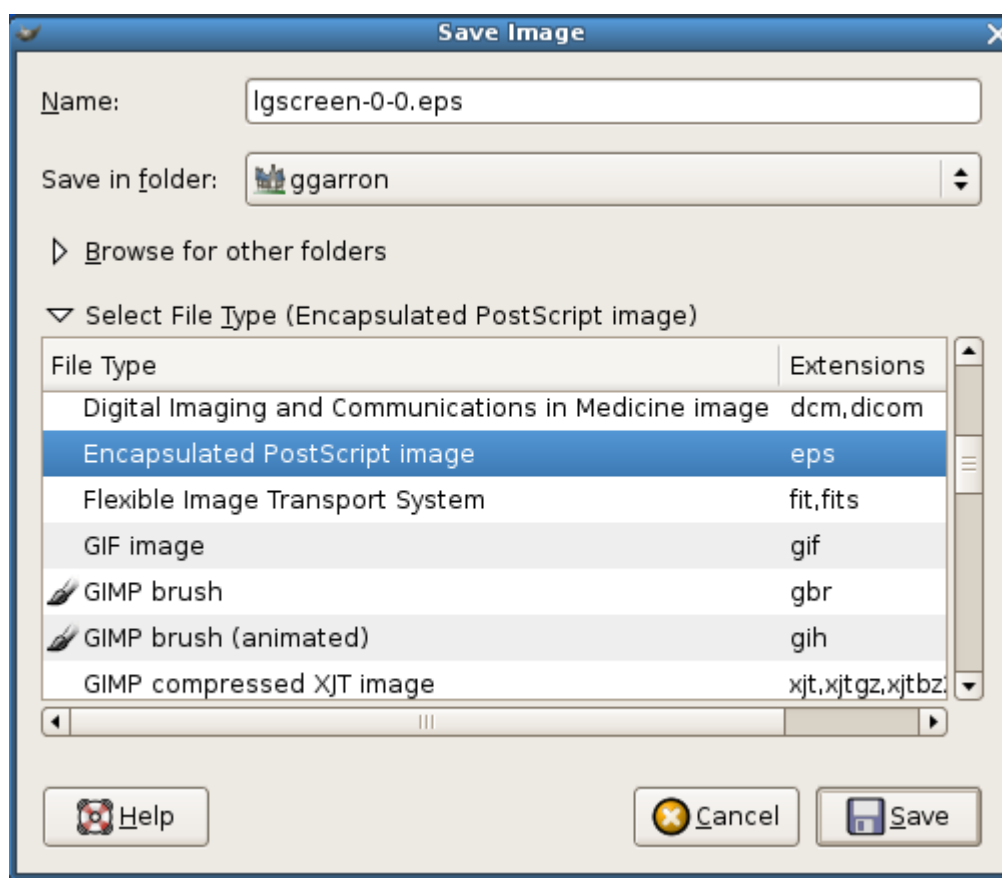 Save Image
Name: lgscreen-0-0.eps
Save in folder: ggarron
Browse for other folders
Select File Type (Encapsulated PostScript image)
File Type Extensions
Digital Imaging and Communications in Medicine image dcm,dicom
Encapsulated PostScript image eps
Flexible Image Transport System fit,fits
GIF image gif
GIMP brush gbr
GIMP brush (animated) gih
GIMP compressed XJT image xjt,xjtgz,xjtbz
Help Cancel Save